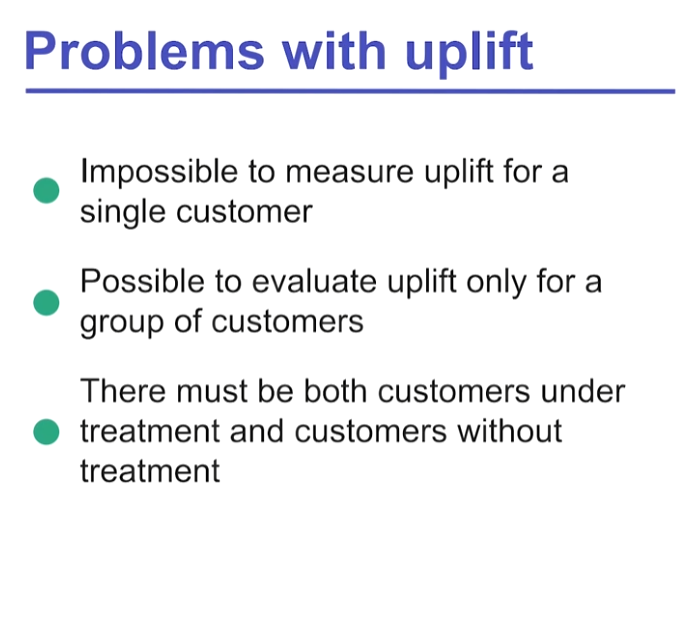 Problems with uplift
Impossible to measure uplift for a
single customer
Possible to evaluate uplift only for a
group of customers
There must be both customers under
treatment and customers without
treatment